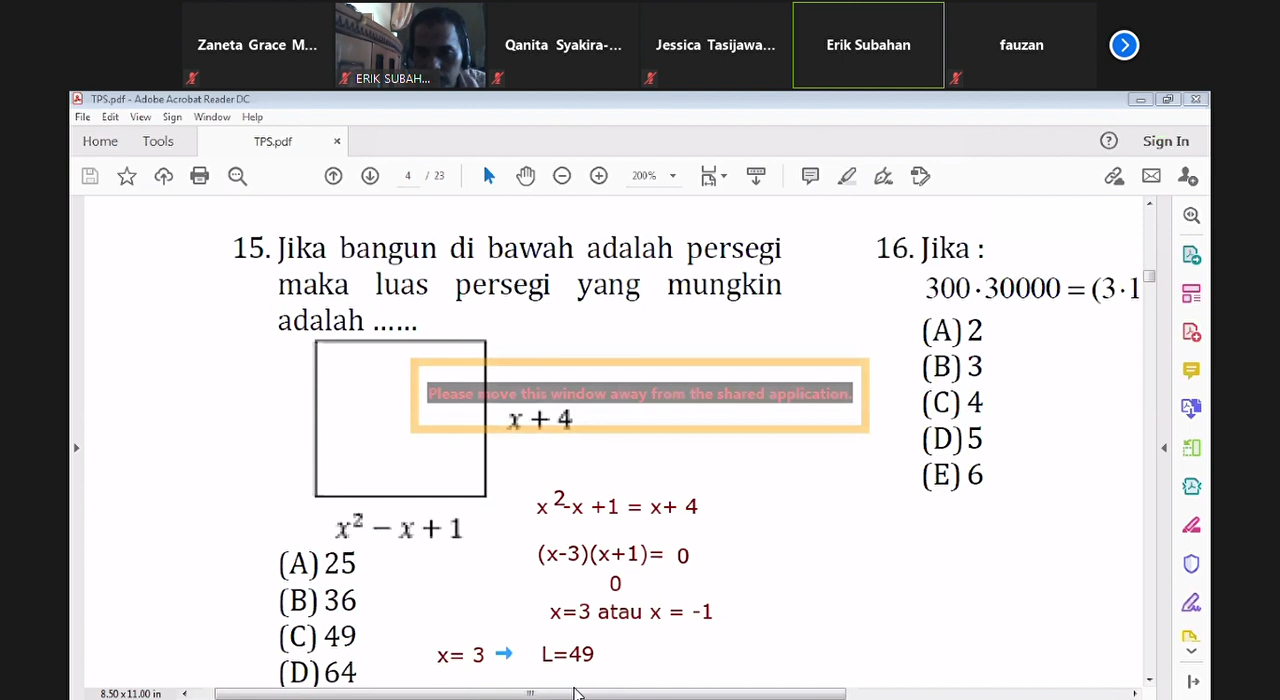 Zaneta Grace M...
ERIK SUBAH...
Qanita Syakira-...
Jessica Tasijawa...
Erik Subahan
fauzan
TPS.pdf - Adobe Acrobat Reader DC
File Edit View Sign Window Help
Home Tools TPS.pdf × Sign In
4 / 23 200%
15. Jika bangun di bawah adalah persegi
maka luas persegi yang mungkin
adalah ......
Please move this window away from the shared application.
x + 4
x² − x + 1
(A) 25
(B) 36
(C) 49
(D) 64
x²-x +1 = x+ 4
(x-3)(x+1)= 0
0
x=3 atau x = -1
x= 3 → L=49
16. Jika :
300·30000 = (3·1
(A) 2
(B) 3
(C) 4
(D) 5
(E) 6
8.50 x 11.00 in